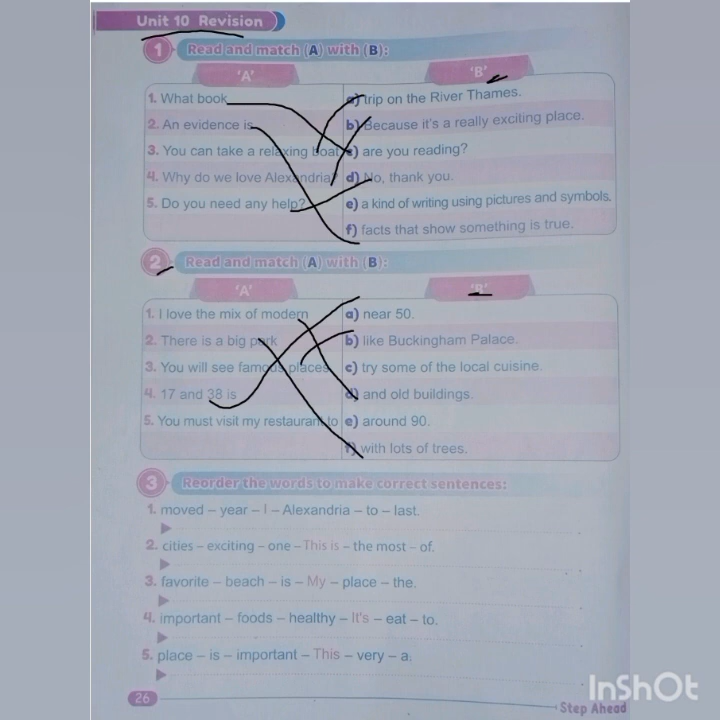 Unit 10 Revision
1 Read and match (A) with (B):
'A' 'B'
1. What book a) trip on the River Thames.
2. An evidence is b) Because it's a really exciting place.
3. You can take a relaxing boat c) are you reading?
4. Why do we love Alexandria? d) No, thank you.
5. Do you need any help? e) a kind of writing using pictures and symbols.
f) facts that show something is true.
2 Read and match (A) with (B):
'A' 'B'
1. I love the mix of modern a) near 50.
2. There is a big park b) like Buckingham Palace.
3. You will see famous places c) try some of the local cuisine.
4. 17 and 38 is d) and old buildings.
5. You must visit my restaurant to e) around 90.
f) with lots of trees.
3 Reorder the words to make correct sentences:
1. moved – year – I – Alexandria – to – last.
2. cities – exciting – one – This is – the most – of.
3. favorite – beach – is – My – place – the.
4. important – foods – healthy – It's – eat – to.
5. place – is – important – This – very – a.
26
Step Ahead
InShOt